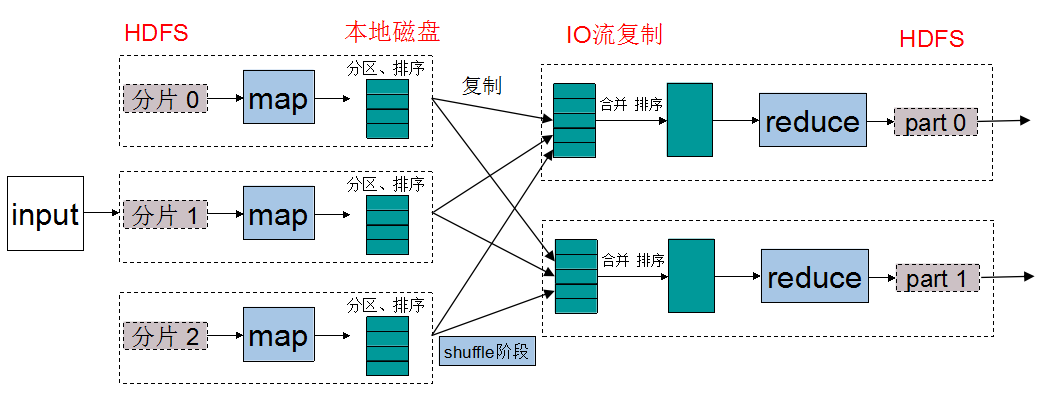 HDFS
本地磁盘
IO流复制
HDFS
分片 0
map
分区、排序
复制
合并 排序
reduce
part 0
input
分片 1
map
分区、排序
合并 排序
reduce
part 1
分片 2
map
分区、排序
shuffle阶段